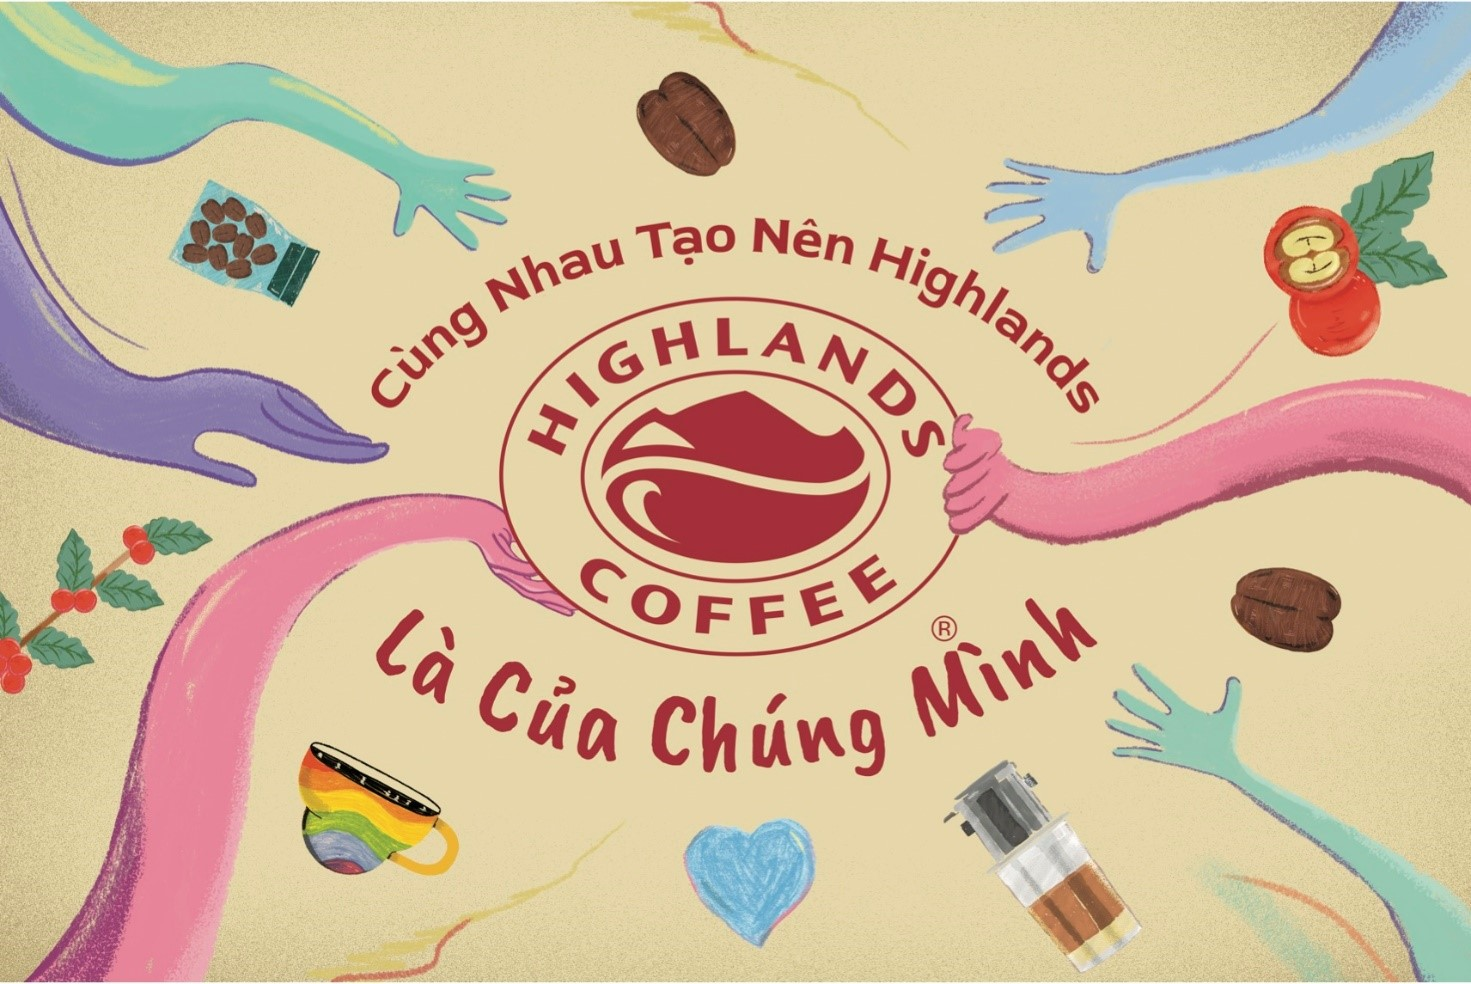 Cùng Nhau Tạo Nên Highlands
HIGHLANDS
COFFEE
®
Là Của Chúng Mình